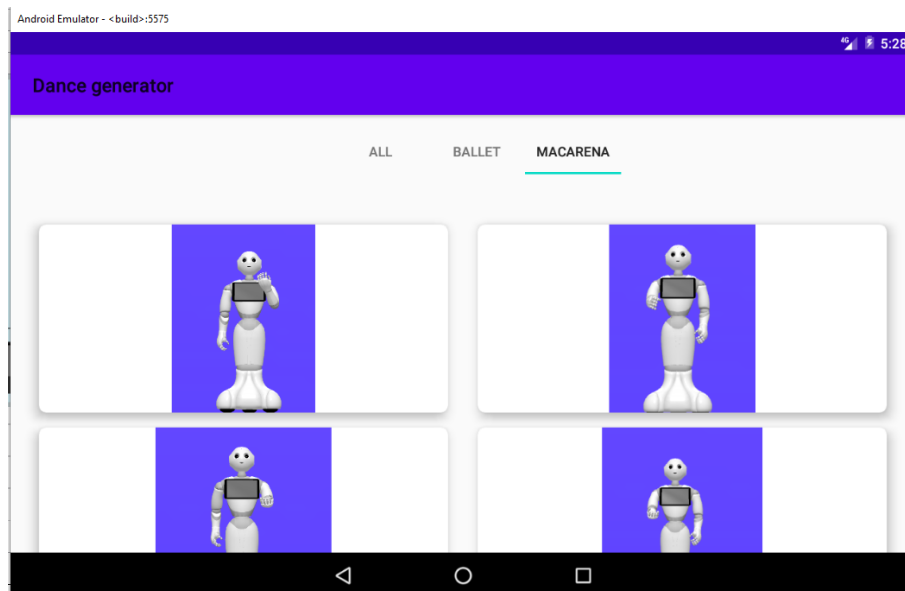 Android Emulator - <build>:5575
4G 5:28
Dance generator
ALL BALLET MACARENA